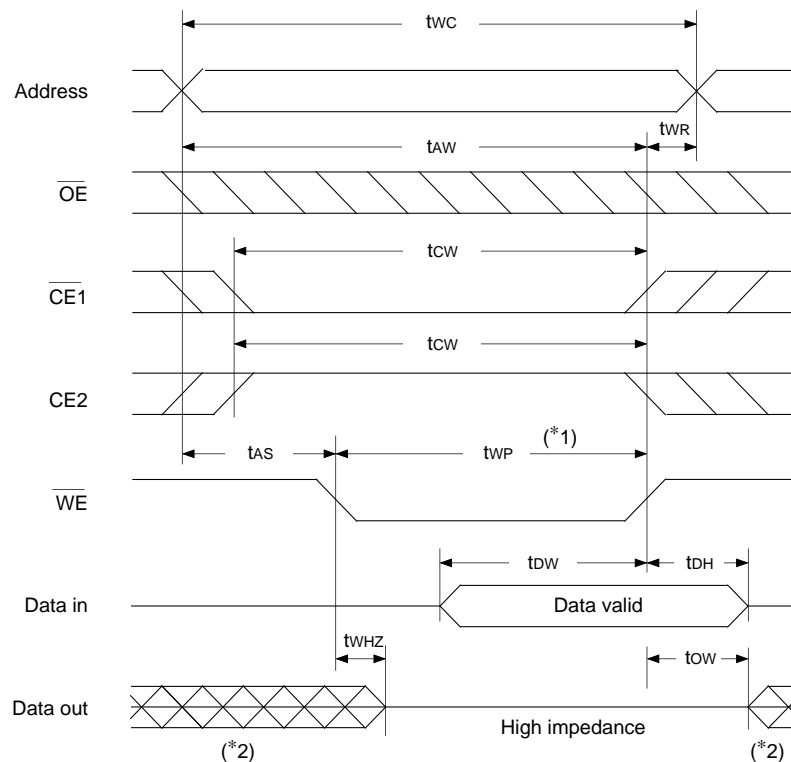 tWC
Address
tAW
tWR
OE
tCW
CE1
tCW
CE2
tAS
tWP
(*1)
WE
tDW
tDH
Data in
Data valid
tWHZ
tOW
Data out
High impedance
(*2)
(*2)